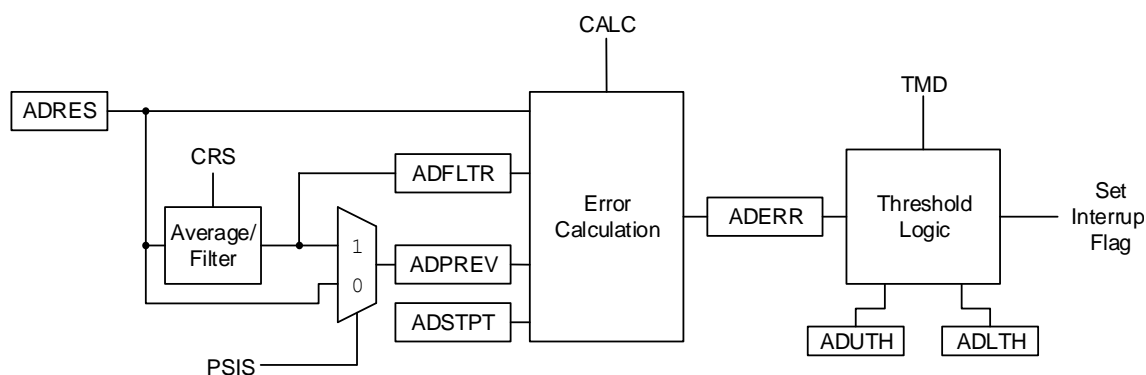 CALC
ADRES
TMD
CRS
ADFLTR
Average/
Filter
Error
Calculation
ADERR
Threshold
Logic
Set
Interrup
Flag
1
ADPREV
0
ADSTPT
ADUTH
ADLTH
PSIS